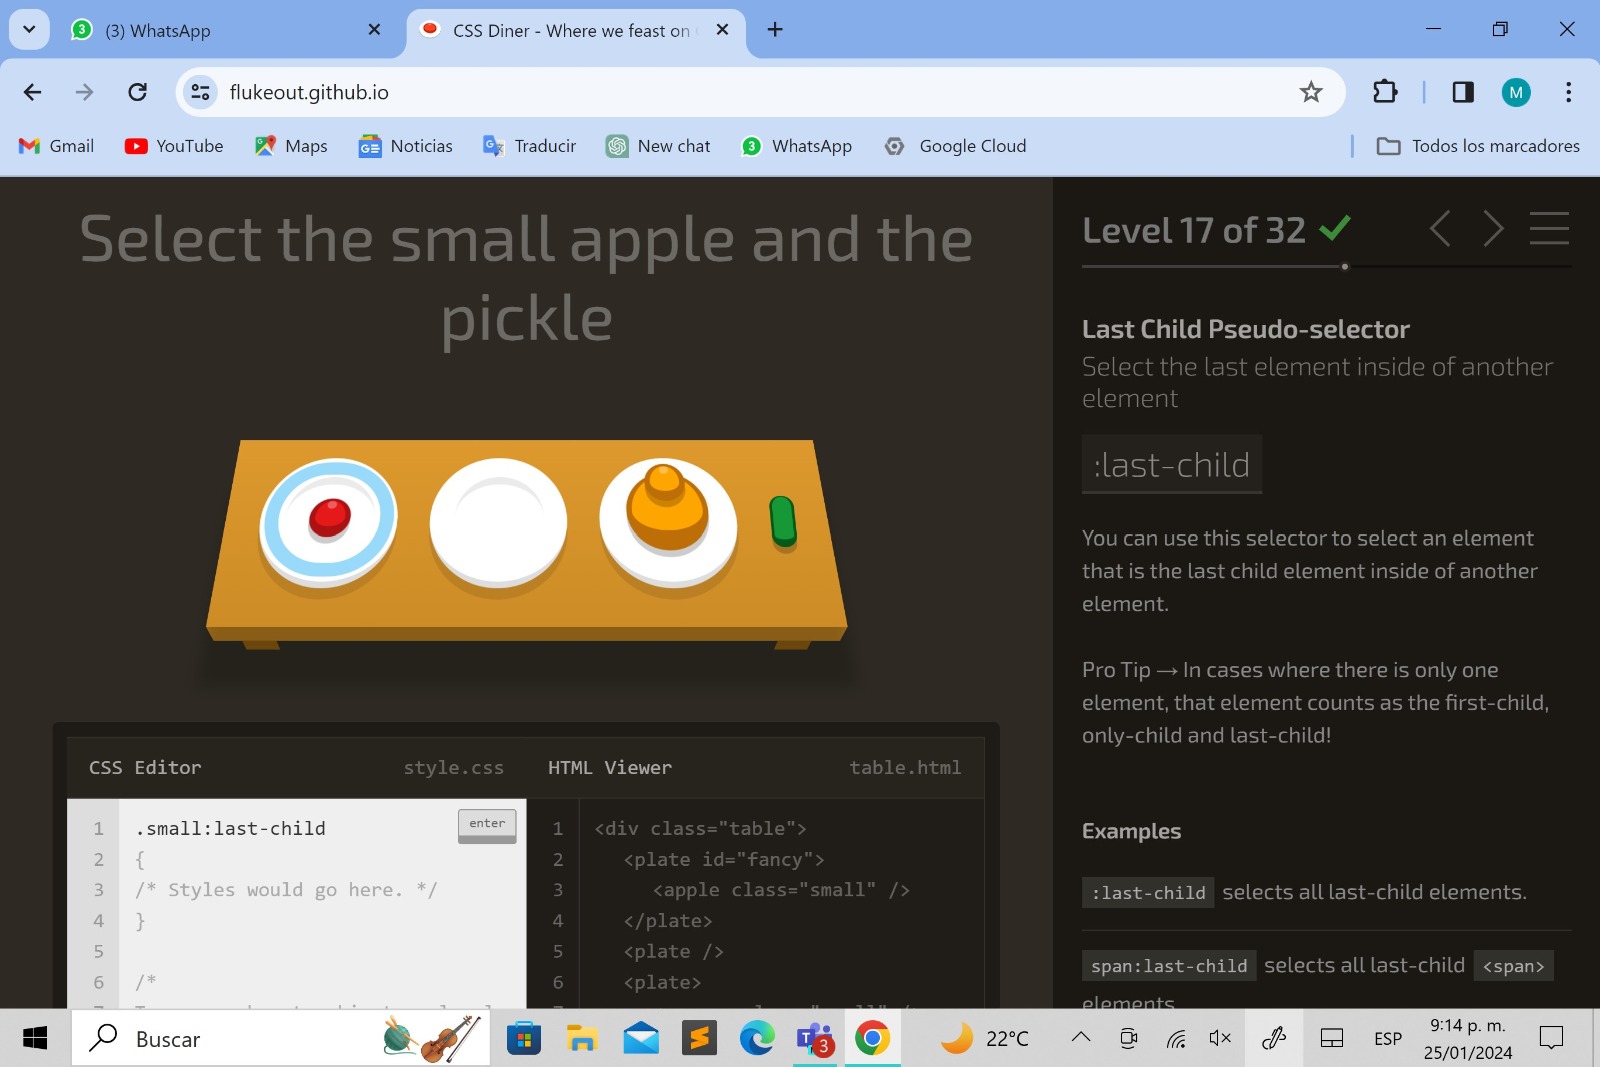 3 (3) WhatsApp
CSS Diner - Where we feast on
flukeout.github.io
M
Gmail YouTube Maps Noticias Traducir New chat 3 WhatsApp Google Cloud Todos los marcadores
Select the small apple and the
pickle
CSS Editor style.css
1 .small:last-child enter
2 {
3 /* Styles would go here. */
4 }
5
6 /*
HTML Viewer table.html
1 <div class="table">
2 <plate id="fancy">
3 <apple class="small" />
4 </plate>
5 <plate />
6 <plate>
Level 17 of 32
Last Child Pseudo-selector
Select the last element inside of another
element
:last-child
You can use this selector to select an element
that is the last child element inside of another
element.
Pro Tip → In cases where there is only one
element, that element counts as the first-child,
only-child and last-child!
Examples
:last-child selects all last-child elements.
span:last-child selects all last-child <span>
elements
Buscar
3
22°C
ESP
9:14 p. m.
25/01/2024